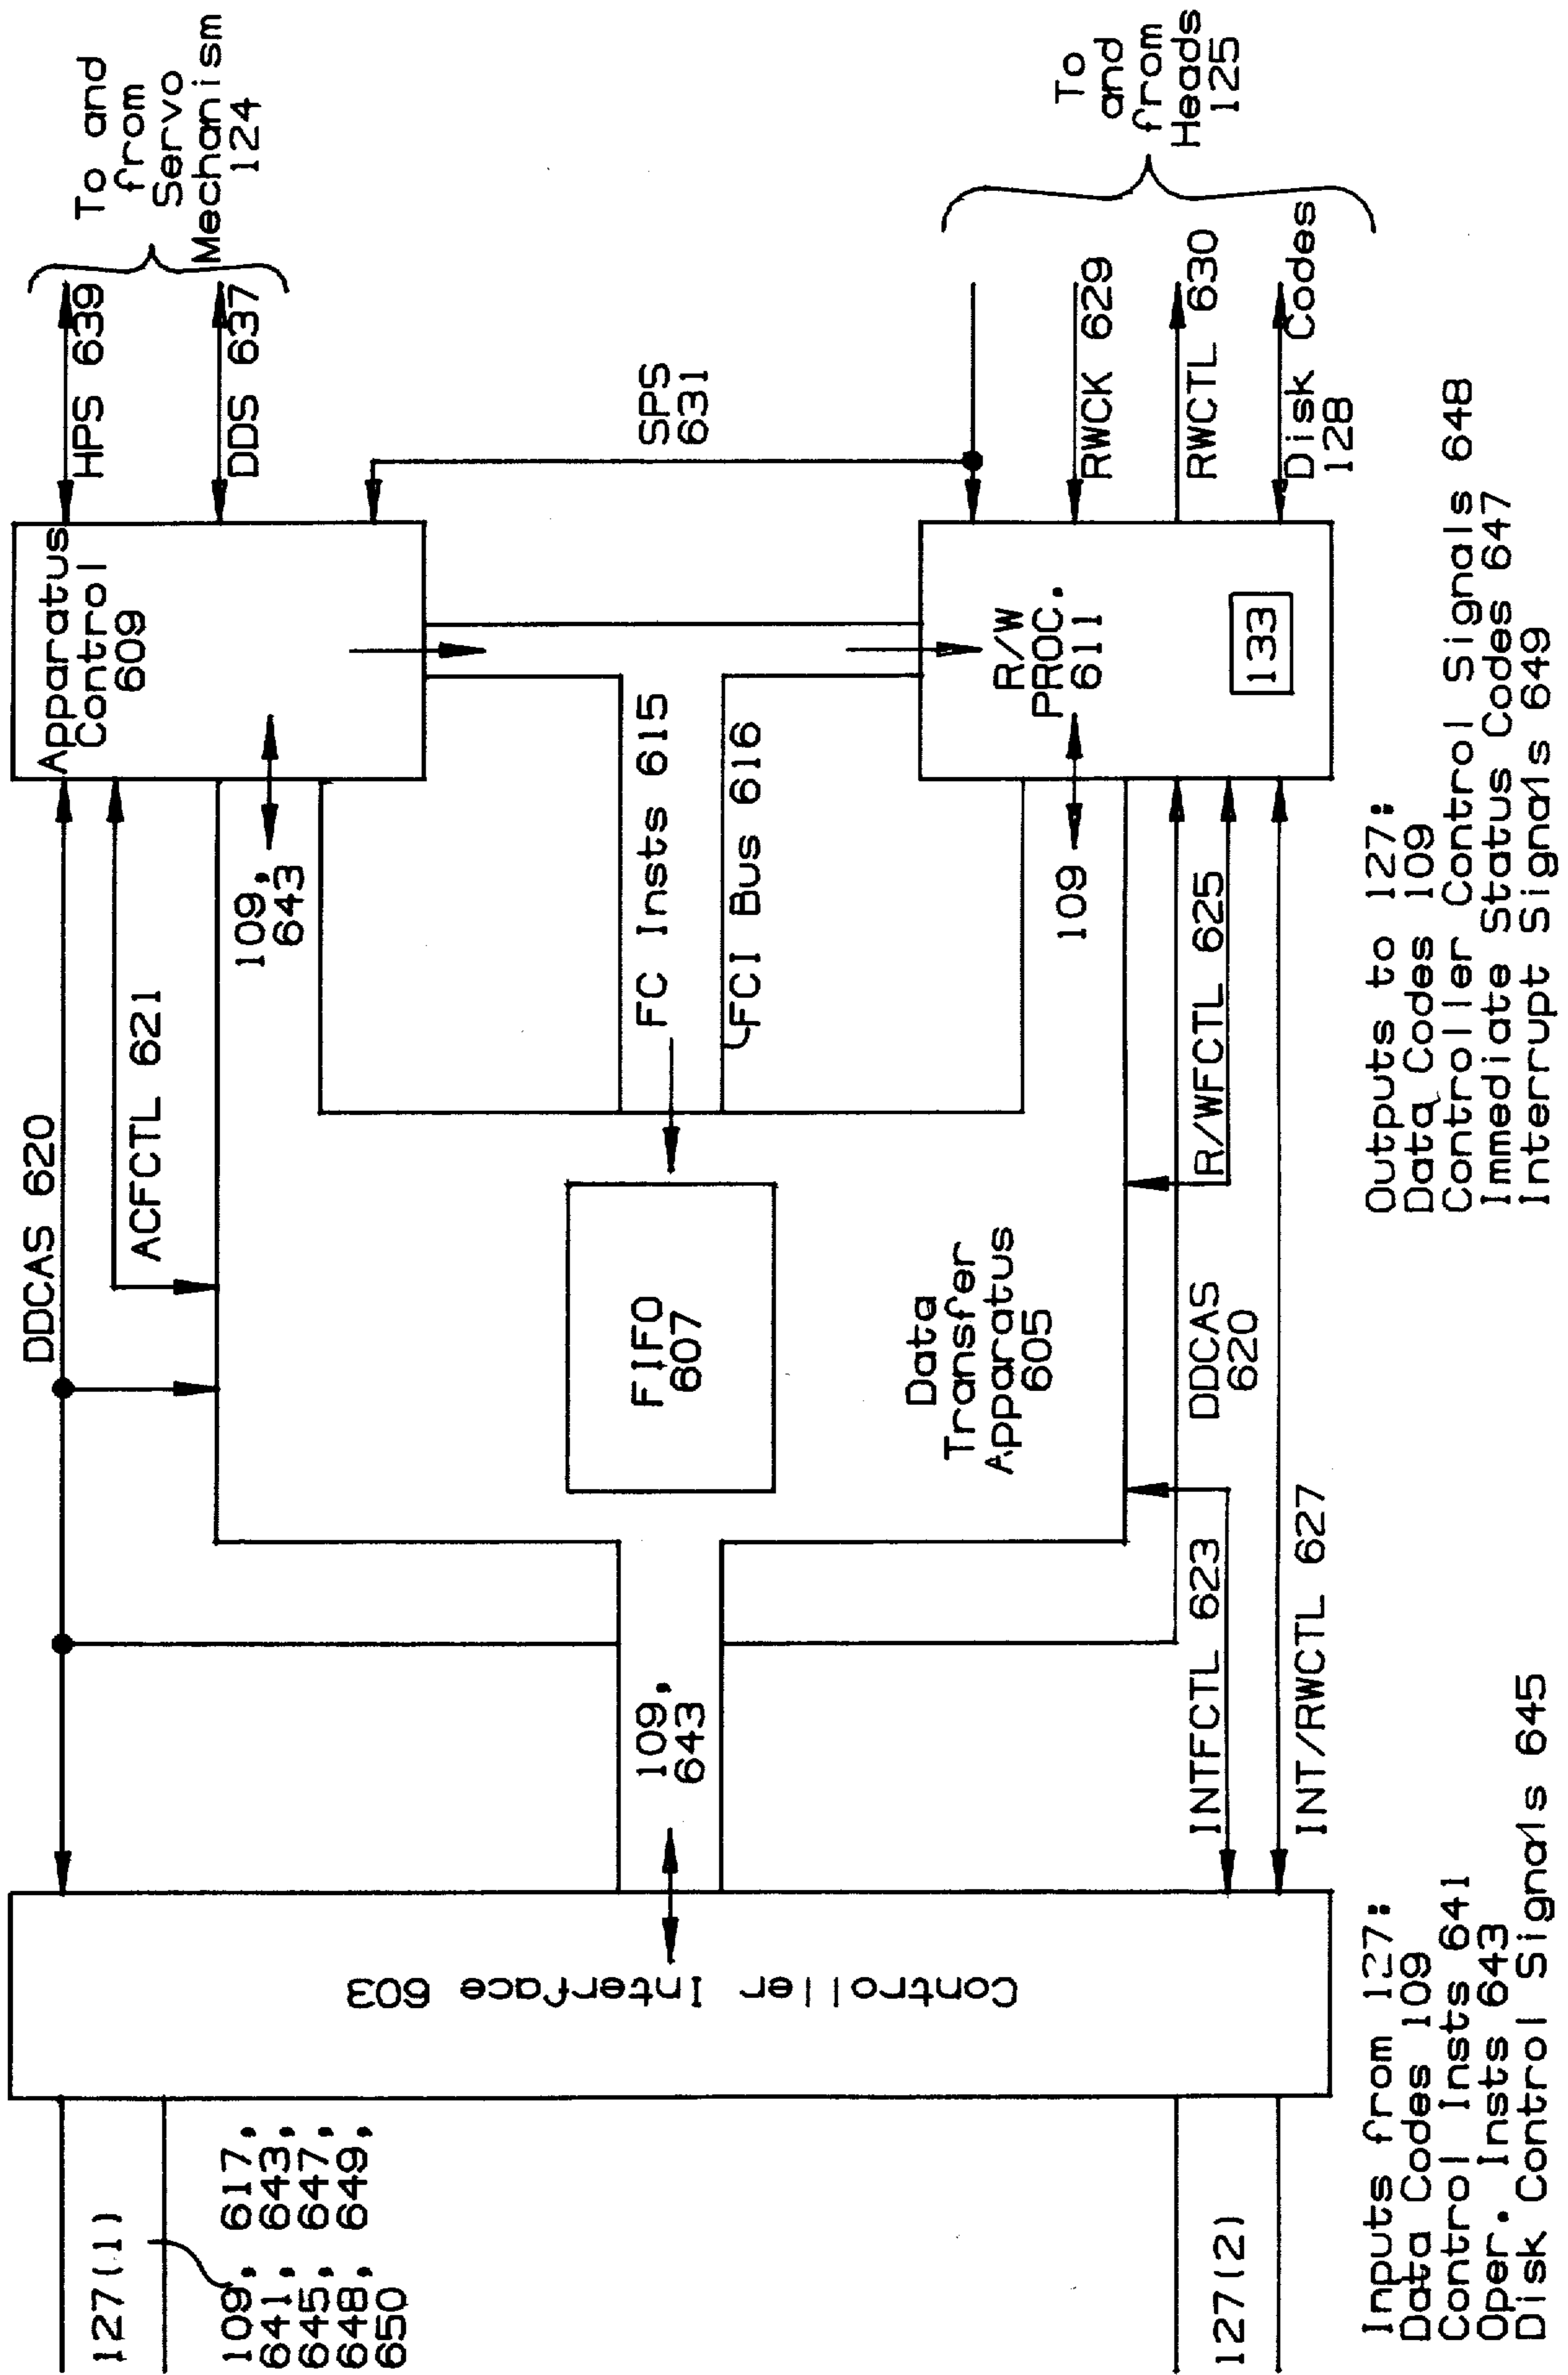 DDCAS 620
ACFCTL 621
Apparatus
Control
609
HPS 639
DDS 637
To and
from
Servo
Mechanism
124
109,
643
SPS
631
FC Insts 615
FCI Bus 616
FIFO
607
Data
Transfer
Apparatus
605
R/W
PROC.
611
133
109
RWCK 629
RWCTL 630
Disk Codes
128
To
and
from
Heads
125
R/WFCTL 625
DDCAS
620
INTFCTL 623
INT/RWCTL 627
109,
643
Controller Interface 603
127(1)
109, 617,
641, 643,
645, 647,
648, 649,
650
127(2)
Inputs from 127:
Data Codes 109
Control Insts 641
Oper. Insts 643
Disk Control Signals 645
Outputs to 127:
Data Codes 109
Controller Control Signals 648
Immediate Status Codes 647
Interrupt Signals 649